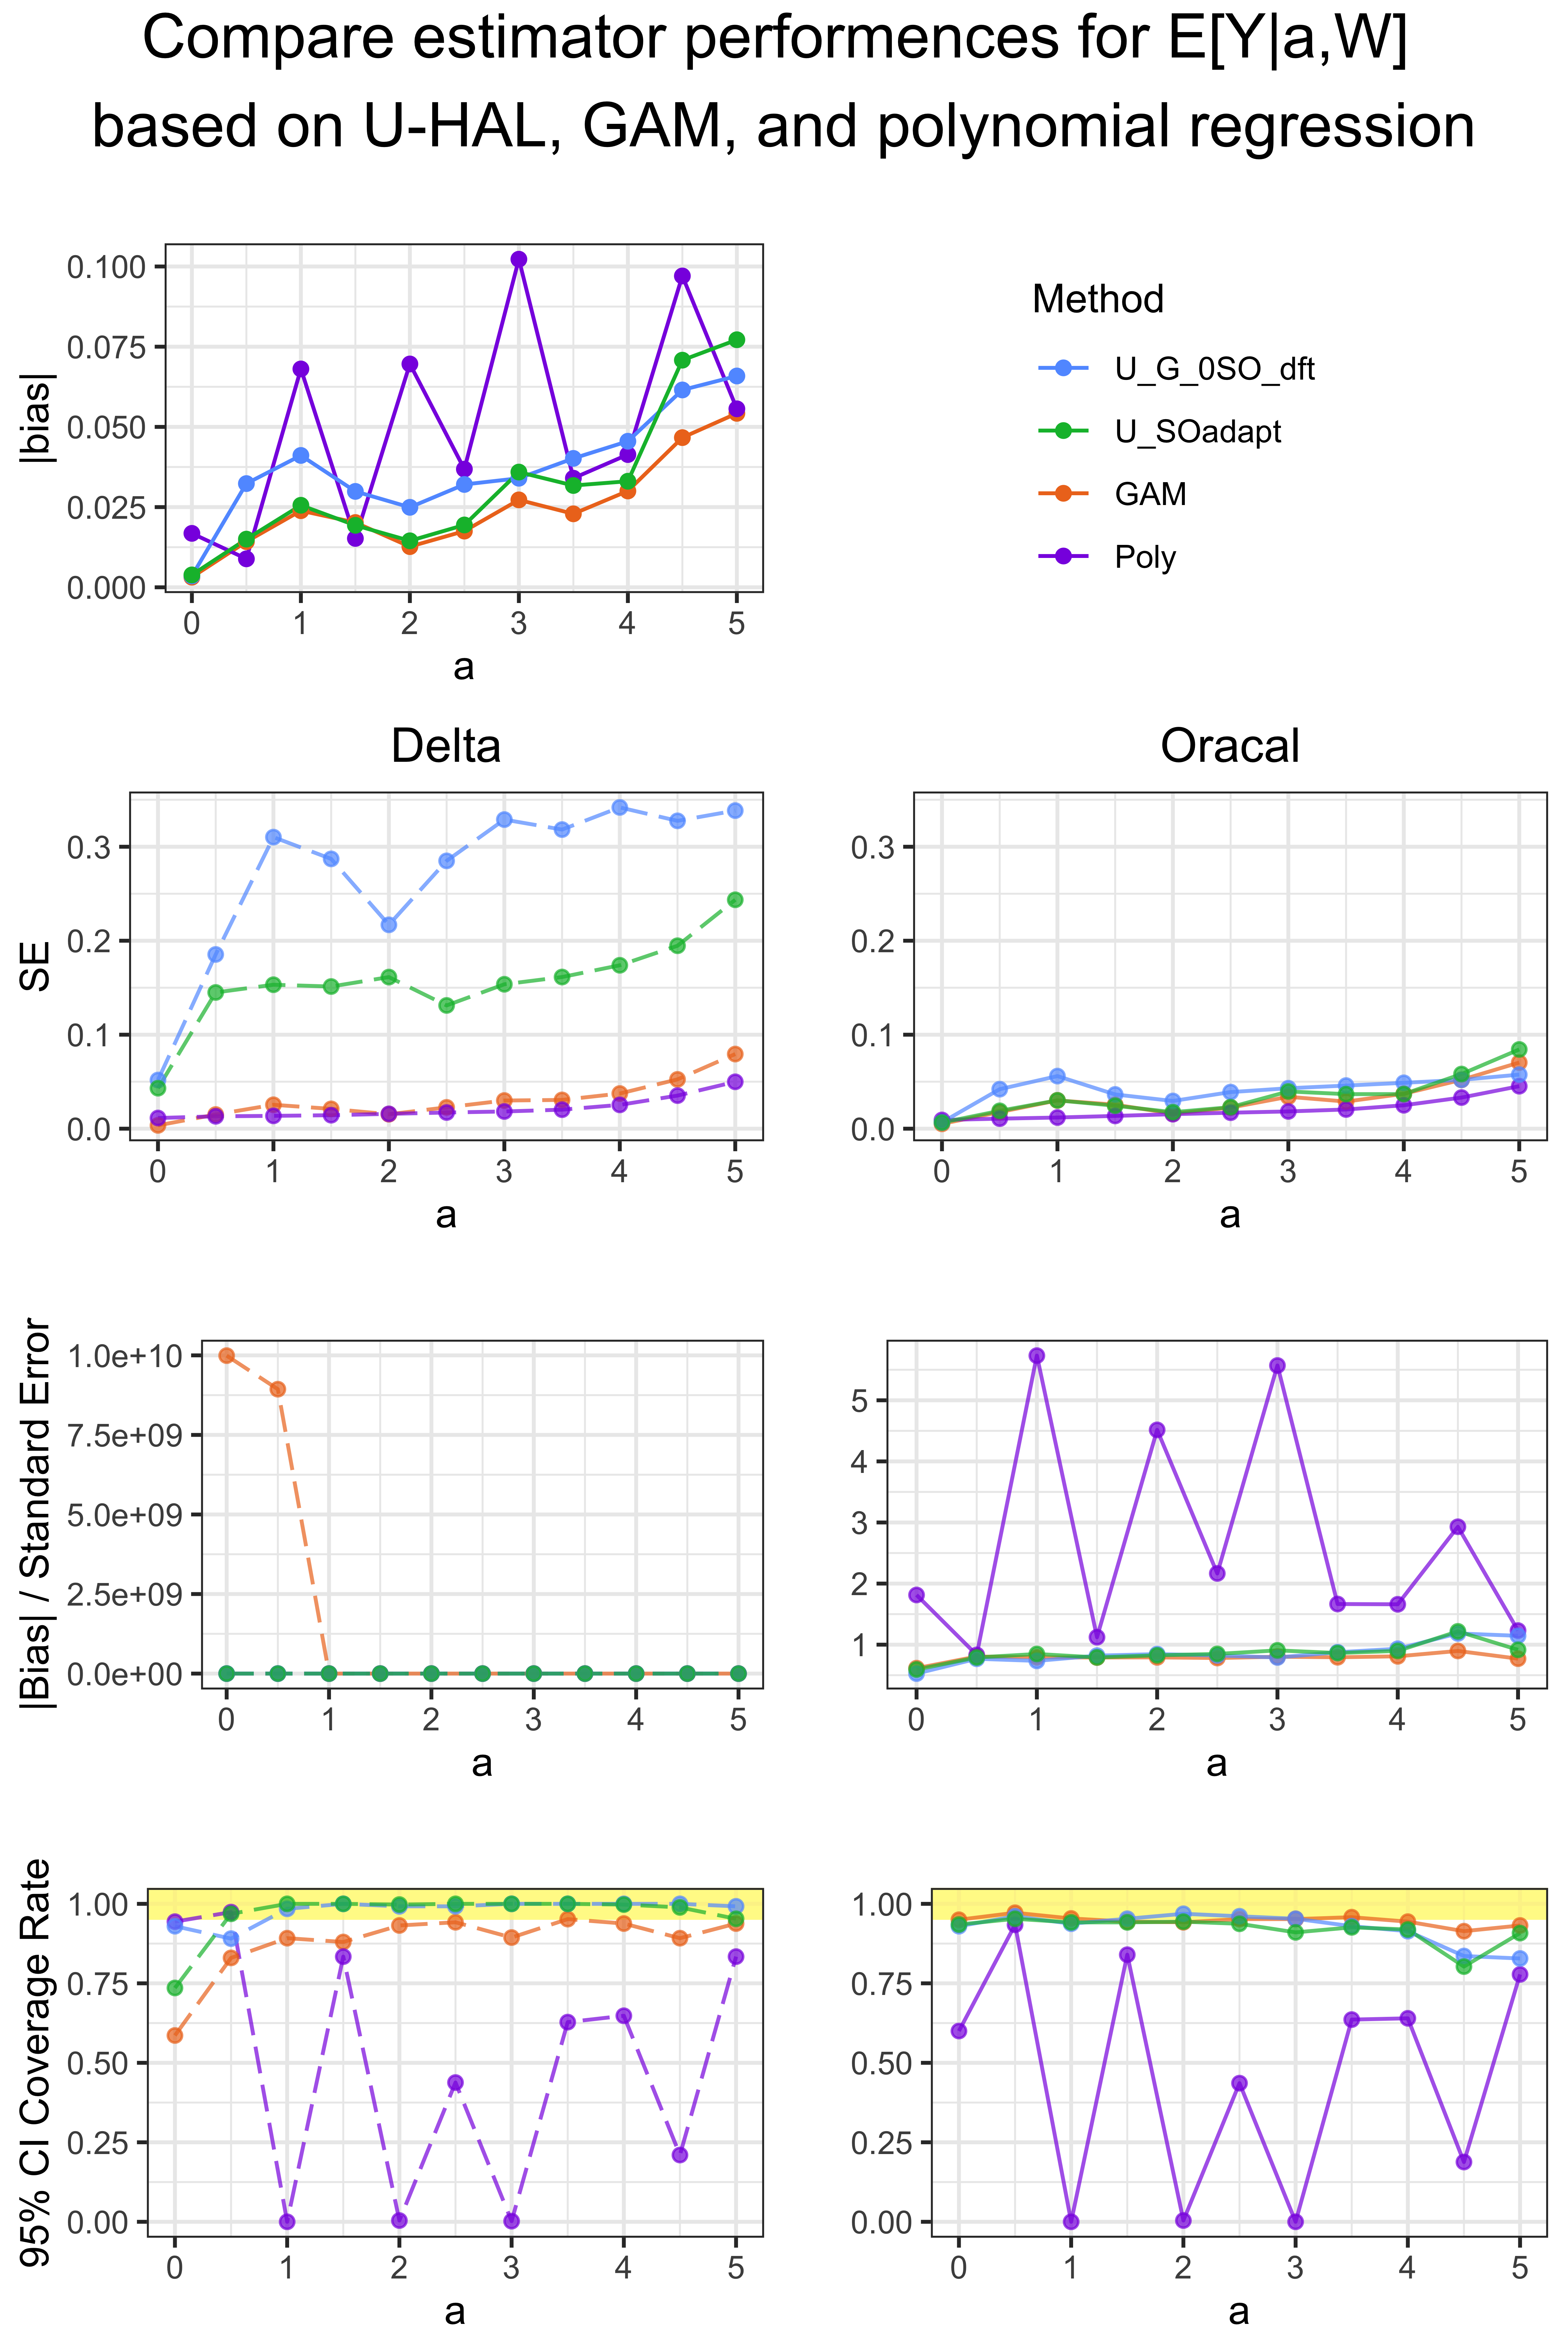 Compare estimator performences for E[Y|a,W]
based on U-HAL, GAM, and polynomial regression
|bias|
0.100
0.075
0.050
0.025
0.000
0 1 2 3 4 5
a
Method
U_G_0SO_dft
U_SOadapt
GAM
Poly
Delta
SE
0.3
0.2
0.1
0.0
0 1 2 3 4 5
a
Oracal
0.3
0.2
0.1
0.0
0 1 2 3 4 5
a
|Bias| / Standard Error
1.0e+10
7.5e+09
5.0e+09
2.5e+09
0.0e+00
0 1 2 3 4 5
a
5
4
3
2
1
0 1 2 3 4 5
a
95% CI Coverage Rate
1.00
0.75
0.50
0.25
0.00
0 1 2 3 4 5
a
1.00
0.75
0.50
0.25
0.00
0 1 2 3 4 5
a